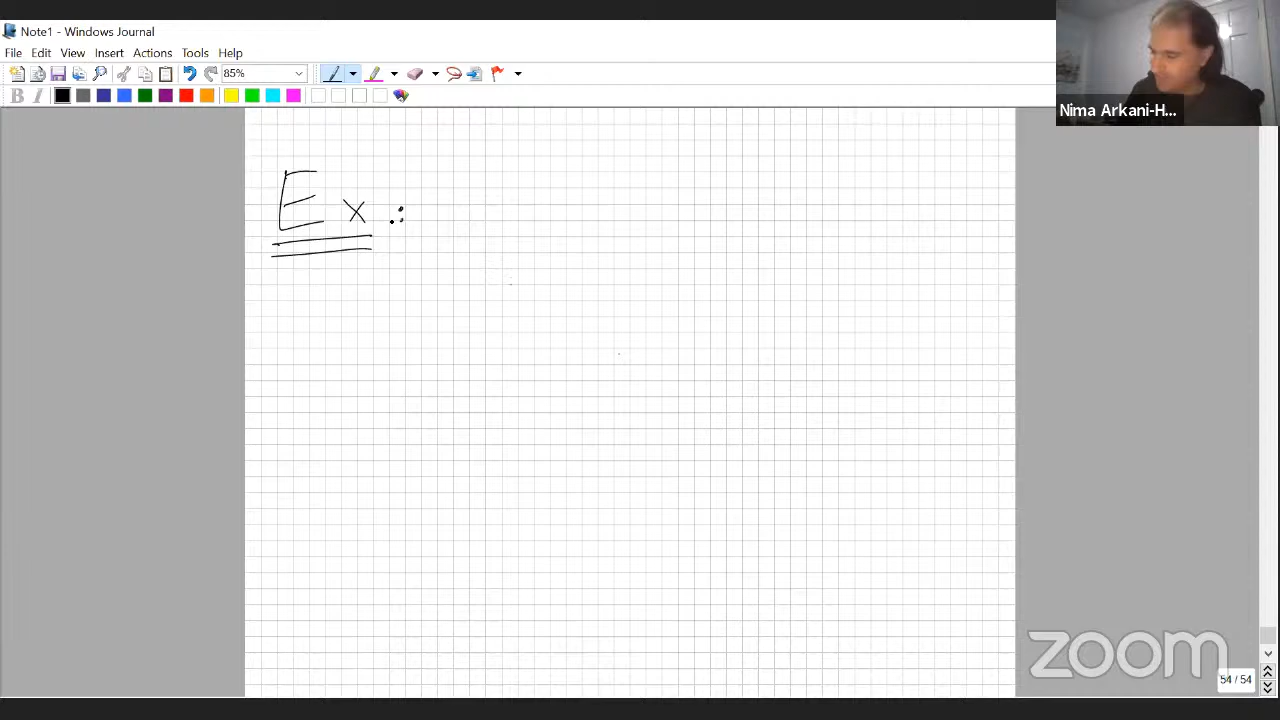 Note1 - Windows Journal
File Edit View Insert Actions Tools Help
85%
B I
Nima Arkani-H...
Ex.:
zoom
54 / 54